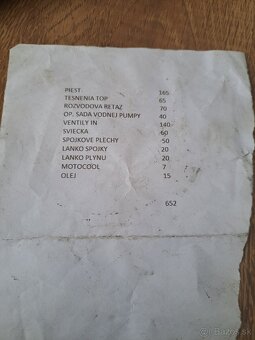 PIEST 165
TESNENIA TOP 65
ROZVODOVA RETAZ 70
OP. SADA VODNEJ PUMPY 40
VENTILY IN 140
SVIECKA 60
SPOJKOVE PLECHY 50
LANKO SPOJKY 20
LANKO PLYNU 20
MOTOCOOL 7
OLEJ 15
652
Bazos.sk